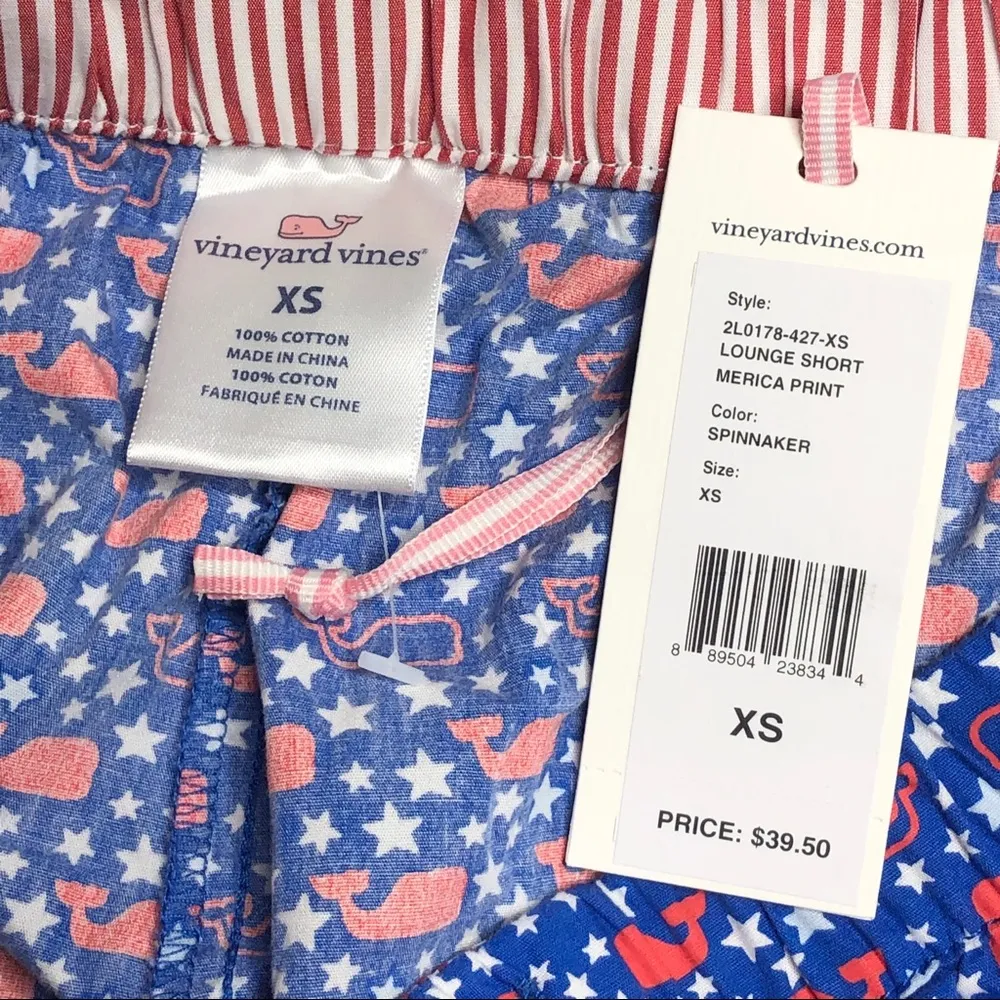 vineyard vines®
XS
100% COTTON
MADE IN CHINA
100% COTON
FABRIQUÉ EN CHINE
vineyardvines.com
Style:
2L0178-427-XS
LOUNGE SHORT
MERICA PRINT
Color:
SPINNAKER
Size:
XS
8 89504 23834 4
XS
PRICE: $39.50